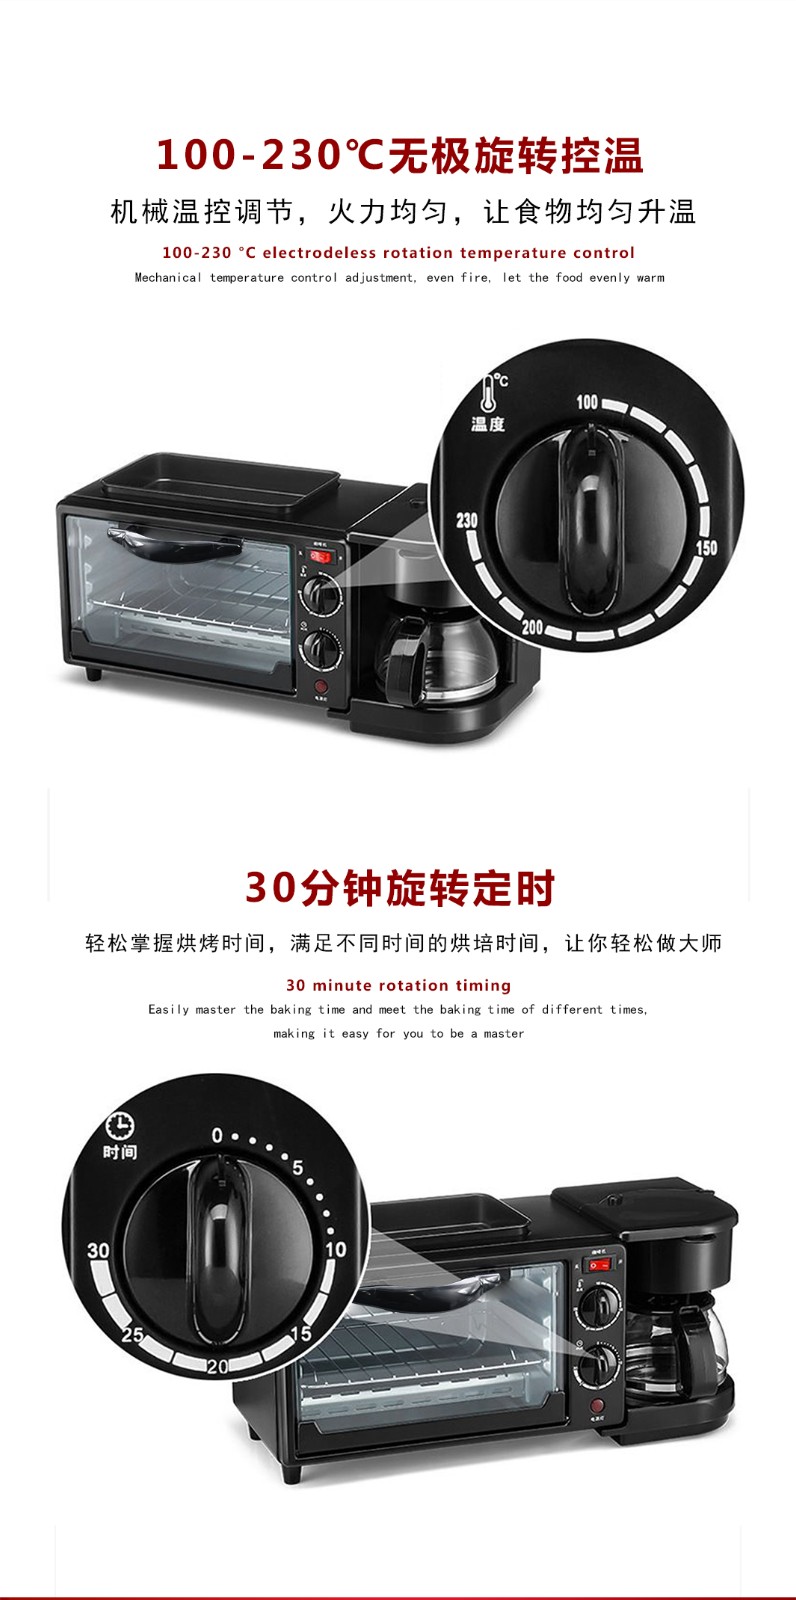 100-230℃无极旋转控温
机械温控调节，火力均匀，让食物均匀升温
100-230 °C electrodeless rotation temperature control
Mechanical temperature control adjustment, even fire, let the food evenly warm
°C
温度
100
230
150
200
30分钟旋转定时
轻松掌握烘烤时间，满足不同时间的烘培时间，让你轻松做大师
30 minute rotation timing
Easily master the baking time and meet the baking time of different times,
making it easy for you to be a master
时间
0
5
30
10
25
15
20